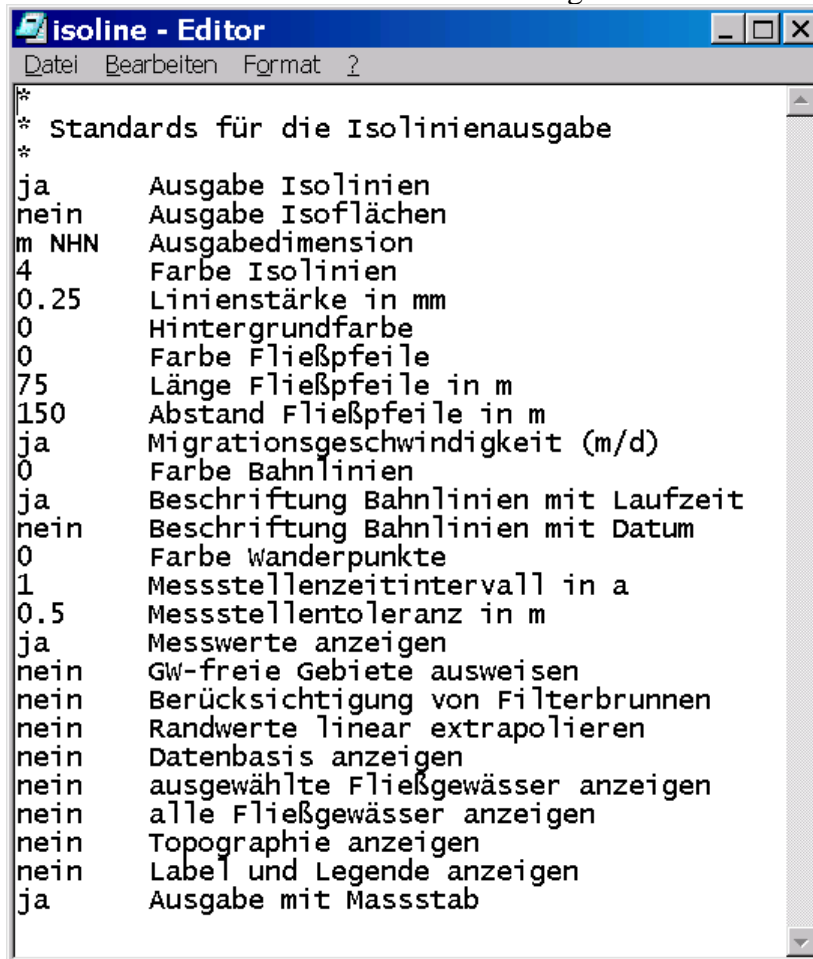 isoline - Editor
Datei Bearbeiten Format ?
*
* Standards für die Isolinienausgabe
*
ja Ausgabe Isolinien
nein Ausgabe Isoflächen
m NHN Ausgabedimension
4 Farbe Isolinien
0.25 Linienstärke in mm
0 Hintergrundfarbe
0 Farbe Fließpfeile
75 Länge Fließpfeile in m
150 Abstand Fließpfeile in m
ja Migrationsgeschwindigkeit (m/d)
0 Farbe Bahnlinien
ja Beschriftung Bahnlinien mit Laufzeit
nein Beschriftung Bahnlinien mit Datum
0 Farbe Wanderpunkte
1 Messstellenzeitintervall in a
0.5 Messstellentoleranz in m
ja Messwerte anzeigen
nein GW-freie Gebiete ausweisen
nein Berücksichtigung von Filterbrunnen
nein Randwerte linear extrapolieren
nein Datenbasis anzeigen
nein ausgewählte Fließgewässer anzeigen
nein alle Fließgewässer anzeigen
nein Topographie anzeigen
nein Label und Legende anzeigen
ja Ausgabe mit Massstab